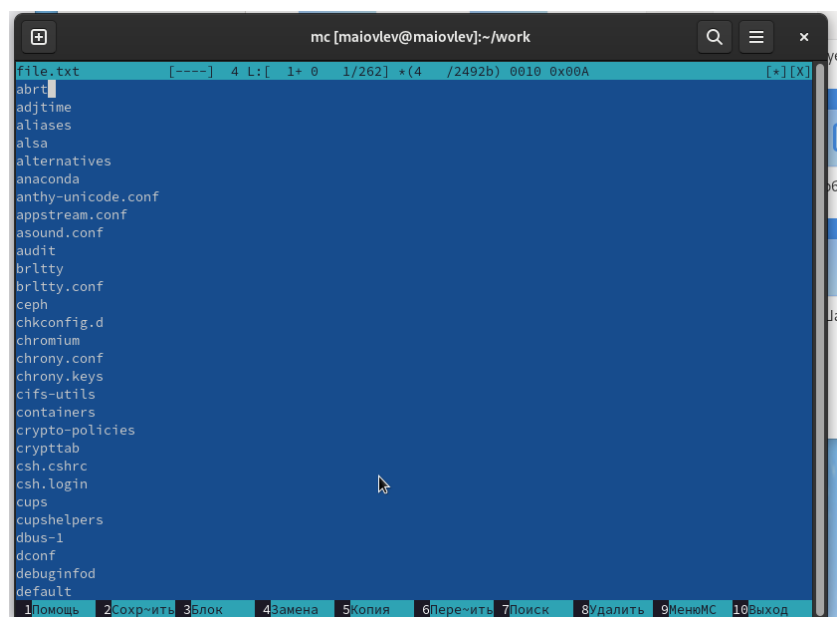 mc [maiovlev@maiovlev]:~/work
file.txt [----] 4 L:[ 1+ 0 1/262] *(4 /2492b) 0010 0x00A [*][X]
abrt
adjtime
aliases
alsa
alternatives
anaconda
anthy-unicode.conf
appstream.conf
asound.conf
audit
brltty
brltty.conf
ceph
chkconfig.d
chromium
chrony.conf
chrony.keys
cifs-utils
containers
crypto-policies
crypttab
csh.cshrc
csh.login
cups
cupshelpers
dbus-1
dconf
debuginfod
default
1Помощь 2Сохр~ить 3Блок 4Замена 5Копия 6Пере~ить 7Поиск 8Удалить 9МенюMC 10Выход